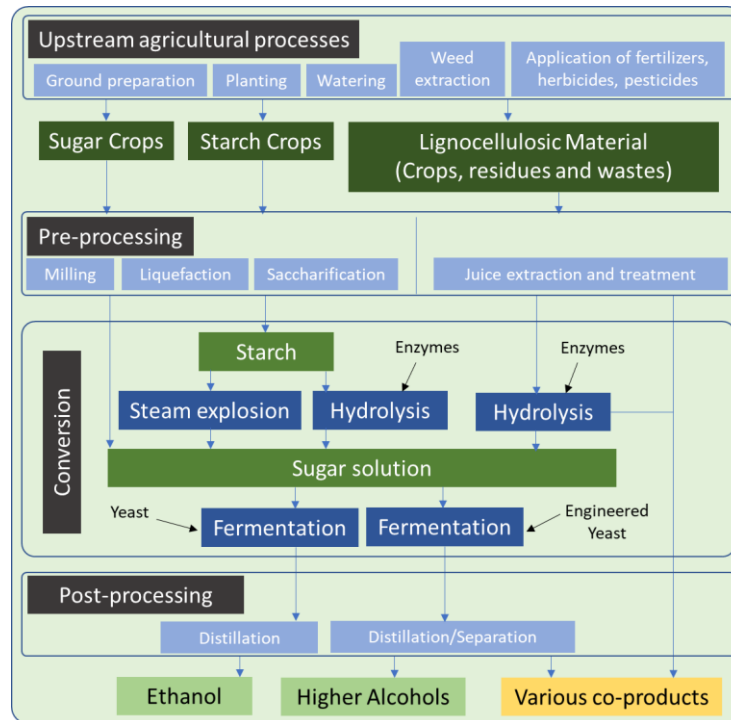 Upstream agricultural processes
Weed
extraction
Application of fertilizers,
herbicides, pesticides
Ground preparation
Planting
Watering
Sugar Crops
Starch Crops
Lignocellulosic Material
(Crops, residues and wastes)
Pre-processing
Milling
Liquefaction
Saccharification
Juice extraction and treatment
Conversion
Starch
Enzymes
Enzymes
Steam explosion
Hydrolysis
Hydrolysis
Sugar solution
Yeast
Fermentation
Fermentation
Engineered
Yeast
Post-processing
Distillation
Distillation/Separation
Ethanol
Higher Alcohols
Various co-products